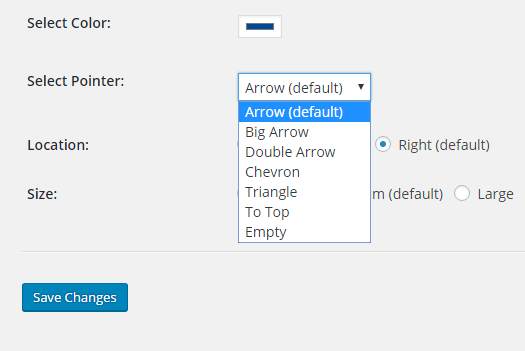 Select Color:
Select Pointer:
Arrow (default)
Arrow (default)
Big Arrow
Double Arrow
Chevron
Triangle
To Top
Empty
Location:
Right (default)
Size:
(default)
Large
Save Changes